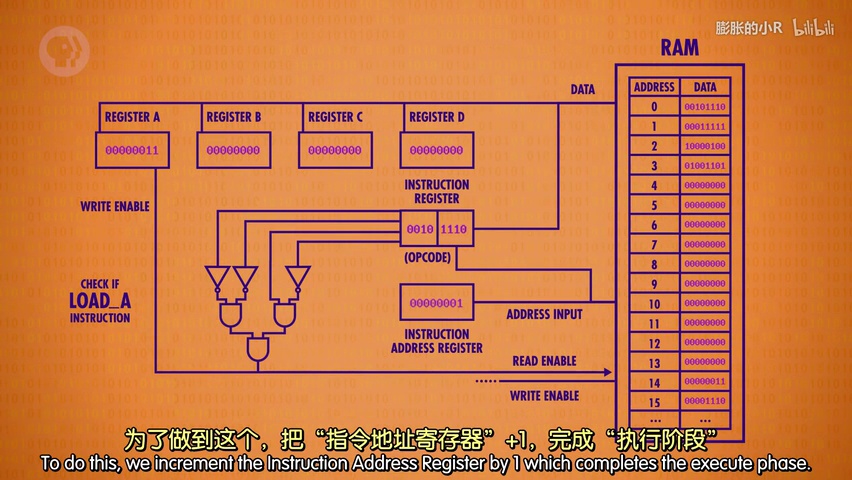 膨胀的小R bilibili
RAM
DATA
ADDRESS DATA
0 00101110
1 00011111
2 10000100
3 01001101
4 00000000
5 00000000
6 00000000
7 00000000
8 00000000
9 00000000
10 00000000
11 00000000
12 00000000
13 00000000
14 00000011
15 00001110
... ...
REGISTER A REGISTER B REGISTER C REGISTER D
00000011 00000000 00000000 00000000
WRITE ENABLE
INSTRUCTION
REGISTER
0010 1110
(OPCODE)
CHECK IF
LOAD_A
INSTRUCTION
00000001
ADDRESS INPUT
INSTRUCTION
ADDRESS REGISTER
READ ENABLE
WRITE ENABLE
为了做到这个，把“指令地址寄存器”+1，完成“执行阶段”
To do this, we increment the Instruction Address Register by 1 which completes the execute phase.